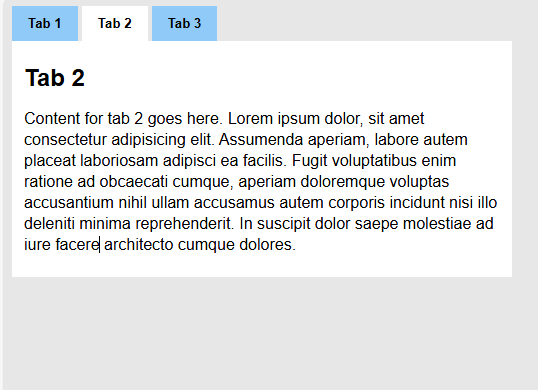 Tab 1 Tab 2 Tab 3
Tab 2
Content for tab 2 goes here. Lorem ipsum dolor, sit amet
consectetur adipisicing elit. Assumenda aperiam, labore autem
placeat laboriosam adipisci ea facilis. Fugit voluptatibus enim
ratione ad obcaecati cumque, aperiam doloremque voluptas
accusantium nihil ullam accusamus autem corporis incidunt nisi illo
deleniti minima reprehenderit. In suscipit dolor saepe molestiae ad
iure facere architecto cumque dolores.